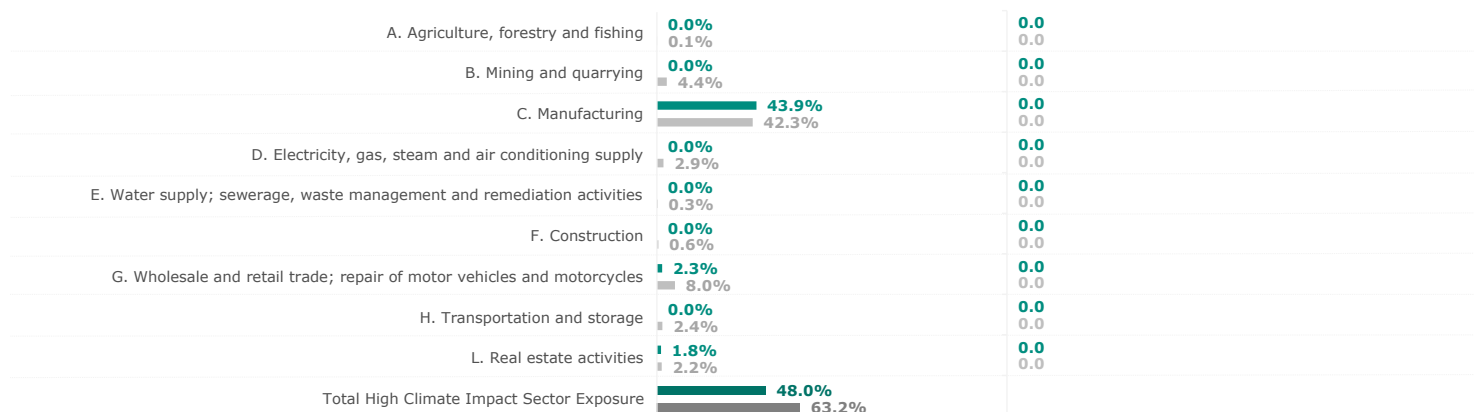 A. Agriculture, forestry and fishing 0.0% 0.0
0.1% 0.0
B. Mining and quarrying 0.0% 0.0
4.4% 0.0
C. Manufacturing 43.9% 0.0
42.3% 0.0
D. Electricity, gas, steam and air conditioning supply 0.0% 0.0
2.9% 0.0
E. Water supply; sewerage, waste management and remediation activities 0.0% 0.0
0.3% 0.0
F. Construction 0.0% 0.0
0.6% 0.0
G. Wholesale and retail trade; repair of motor vehicles and motorcycles 2.3% 0.0
8.0% 0.0
H. Transportation and storage 0.0% 0.0
2.4% 0.0
L. Real estate activities 1.8% 0.0
2.2% 0.0
Total High Climate Impact Sector Exposure 48.0%
63.2%